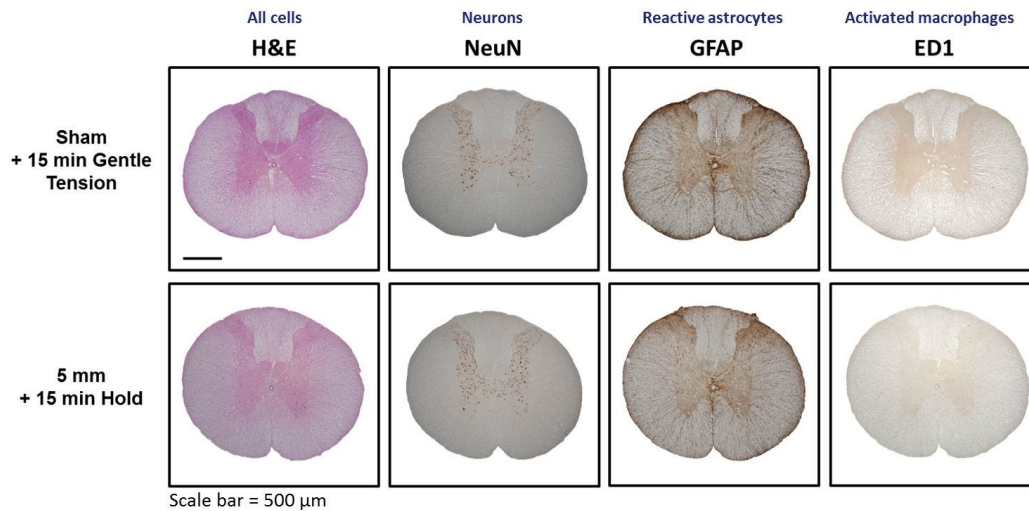 All cells
Neurons
Reactive astrocytes
Activated macrophages
H&E
NeuN
GFAP
ED1
Sham
+ 15 min Gentle
Tension
5 mm
+ 15 min Hold
Scale bar = 500 µm